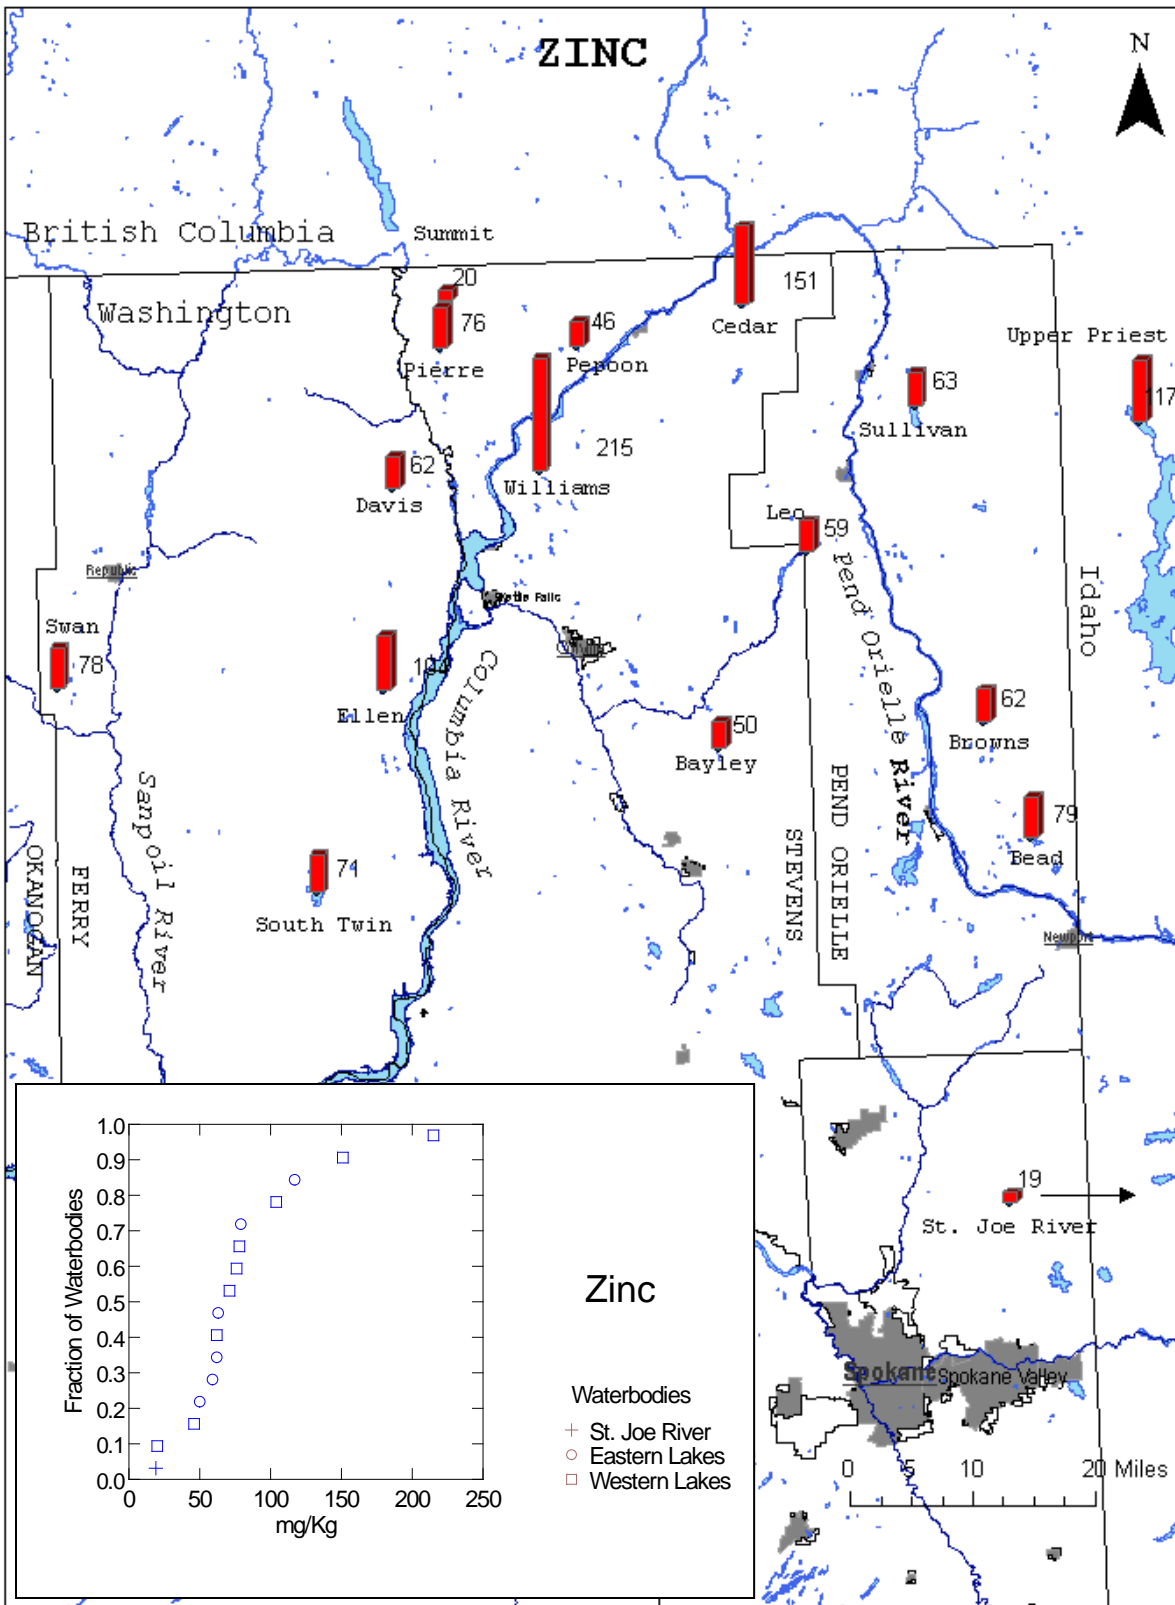 ZINC
N
British Columbia
Summit
20
151
Washington
76
46
Cedar
Upper Priest
Pierre
Pepoon
63
117
Sullivan
62
215
Williams
Davis
Leo
59
Republic
Kettle Falls
Pend Orielle River
Idaho
Swan
78
104
Columbia River
Ellen
50
62
Bayley
Browns
Sanpoil River
79
Bead
71
South Twin
OKANOGAN
FERRY
STEVENS
PEND ORIELLE
Newport
19
St. Joe River
Spokane
Spokane Valley
0 5 10 20 Miles
1.0
0.9
0.8
0.7
0.6
0.5
0.4
0.3
0.2
0.1
0.0
Fraction of Waterbodies
0 50 100 150 200 250
mg/Kg
Zinc
Waterbodies
St. Joe River
Eastern Lakes
Western Lakes